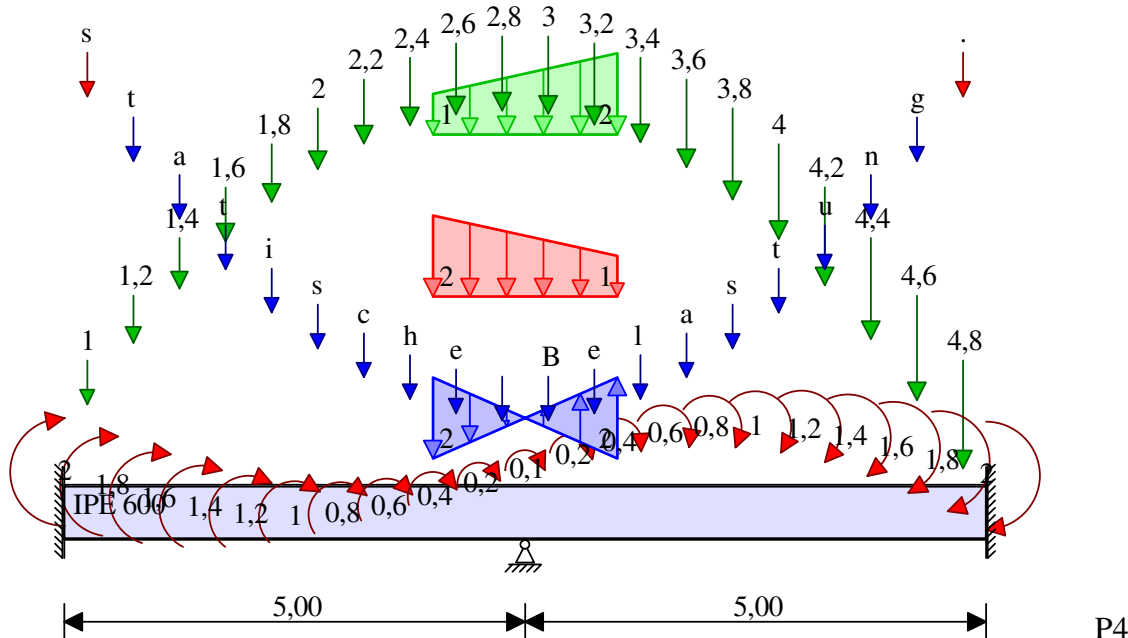 1 1,2 1,4 1,6 1,8 2 2,2 2,4 2,6 2,8 3 3,2 3,4 3,6 3,8 4 4,2 4,4 4,6 4,8
s t a t i s c h e B e l a s t u n g .
1 2
2 1
2 2
2 1,8 1,6 1,4 1,2 1 0,8 0,6 0,4 0,2 0,1 0,2 0,4 0,6 0,8 1 1,2 1,4 1,6 1,8 2
IPE 600
5,00 5,00
P4